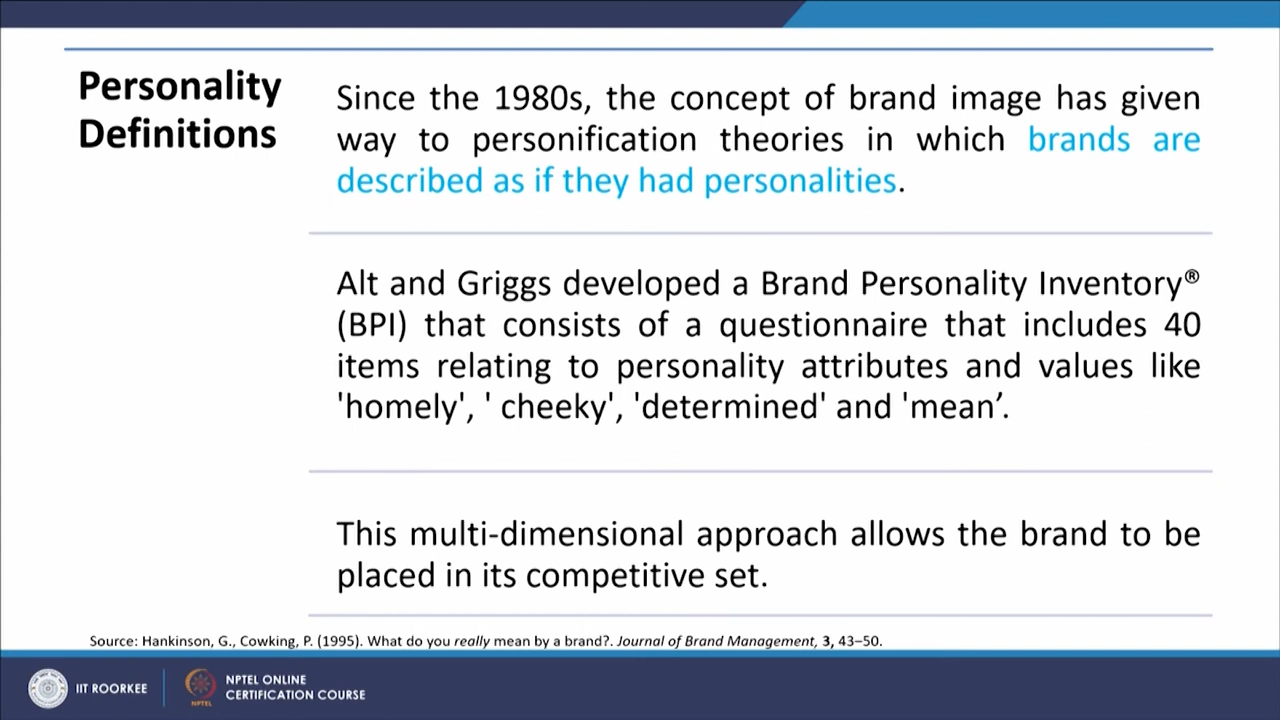 Personality
Definitions
Since the 1980s, the concept of brand image has given
way to personification theories in which brands are
described as if they had personalities.
Alt and Griggs developed a Brand Personality Inventory®
(BPI) that consists of a questionnaire that includes 40
items relating to personality attributes and values like
'homely', ' cheeky', 'determined' and 'mean’.
This multi-dimensional approach allows the brand to be
placed in its competitive set.
Source: Hankinson, G., Cowking, P. (1995). What do you really mean by a brand?. Journal of Brand Management, 3, 43–50.
IIT ROORKEE
NPTEL
NPTEL ONLINE
CERTIFICATION COURSE